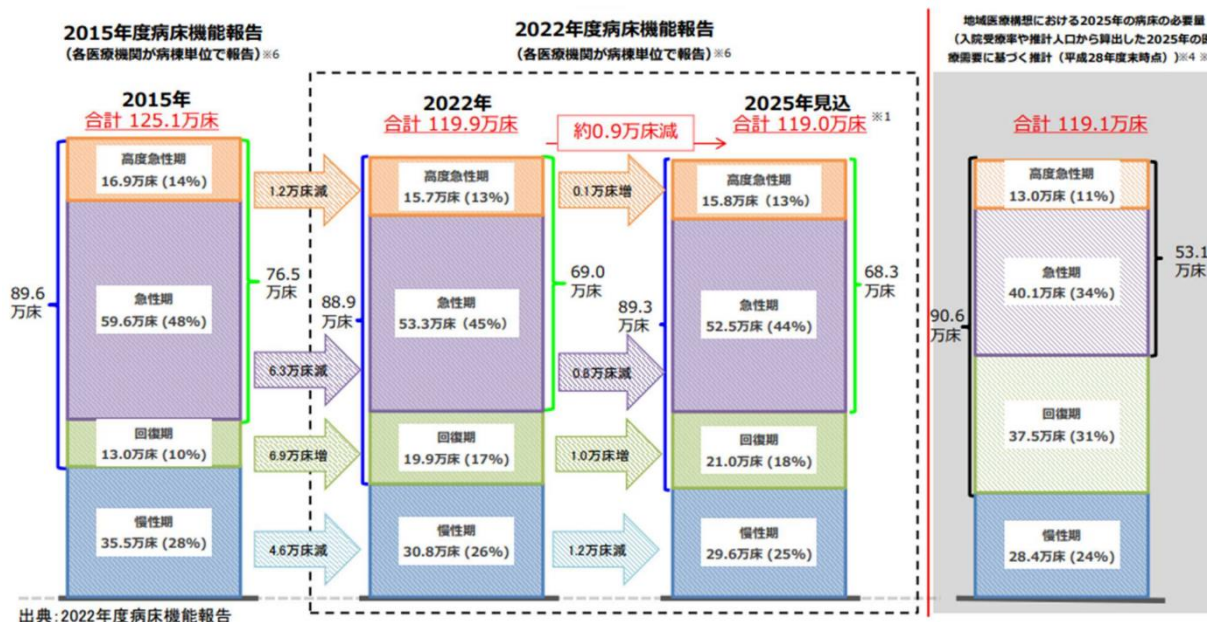 2015年度病床機能報告
(各医療機関が病棟単位で報告)※6
2022年度病床機能報告
(各医療機関が病棟単位で報告)※6
地域医療構想における2025年の病床の必要量
(入院受療率や推計人口から算出した2025年の医
療需要に基づく推計(平成28年度末時点))※4 ※
2015年
合計 125.1万床
2022年
合計 119.9万床
約0.9万床減
2025年見込
合計 119.0万床 ※1
合計 119.1万床
高度急性期
16.9万床 (14%)
1.2万床減
高度急性期
15.7万床 (13%)
0.1万床増
高度急性期
15.8万床(13%)
高度急性期
13.0万床 (11%)
89.6
万床
急性期
59.6万床 (48%)
76.5
万床
6.3万床減
88.9
万床
急性期
53.3万床(45%)
69.0
万床
0.8万床減
89.3
万床
急性期
52.5万床 (44%)
68.3
万床
90.6
万床
急性期
40.1万床 (34%)
53.1
万床
回復期
13.0万床 (10%)
6.9万床増
回復期
19.9万床 (17%)
1.0万床増
回復期
21.0万床 (18%)
回復期
37.5万床 (31%)
慢性期
35.5万床 (28%)
4.6万床減
慢性期
30.8万床 (26%)
1.2万床減
慢性期
29.6万床 (25%)
慢性期
28.4万床 (24%)
出典:2022年度病床機能報告